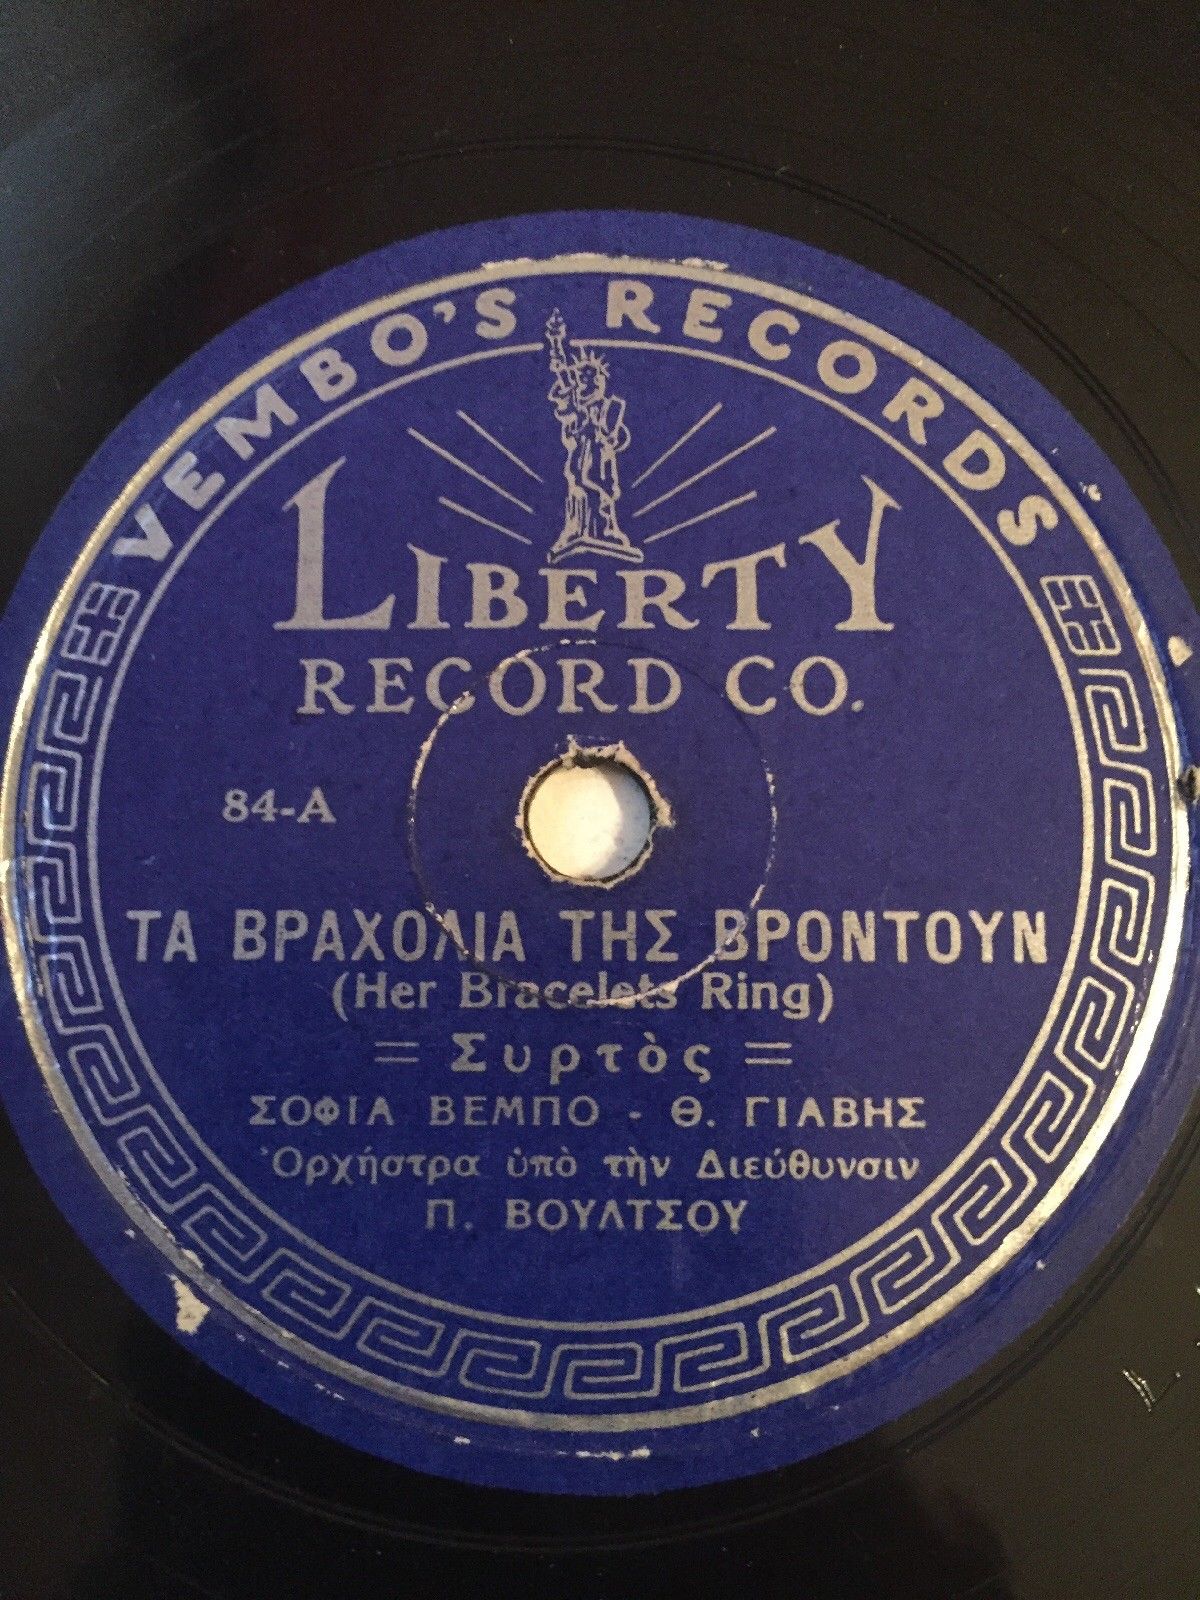 VEMBO'S RECORDS
LIBERTY
RECORD CO.
84-A
ΤΑ ΒΡΑΧΟΛΙΑ ΤΗΣ ΒΡΟΝΤΟΥΝ
(Her Bracelets Ring)
= Συρτὸς =
ΣΟΦΙΑ ΒΕΜΠΟ - Θ. ΓΙΑΒΗΣ
Ὀρχήστρα ὑπὸ τὴν Διεύθυνσιν
Π. ΒΟΥΛΤΣΟΥ